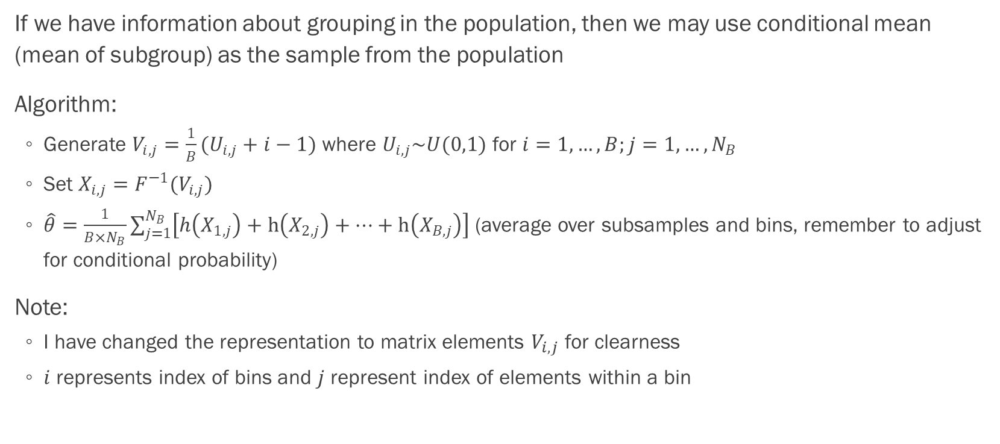 If we have information about grouping in the population, then we may use conditional mean
(mean of subgroup) as the sample from the population
Algorithm:
◦ Generate $V_{i,j} = \frac{1}{B}(U_{i,j} + i - 1)$ where $U_{i,j} \sim U(0,1)$ for $i = 1, \ldots, B; j = 1, \ldots, N_B$
◦ Set $X_{i,j} = F^{-1}(V_{i,j})$
◦ $\hat{\theta} = \frac{1}{B \times N_B} \sum_{j=1}^{N_B} [h(X_{1,j}) + \mathrm{h}(X_{2,j}) + \cdots + \mathrm{h}(X_{B,j})]$ (average over subsamples and bins, remember to adjust
for conditional probability)
Note:
◦ I have changed the representation to matrix elements $V_{i,j}$ for clearness
◦ $i$ represents index of bins and $j$ represent index of elements within a bin